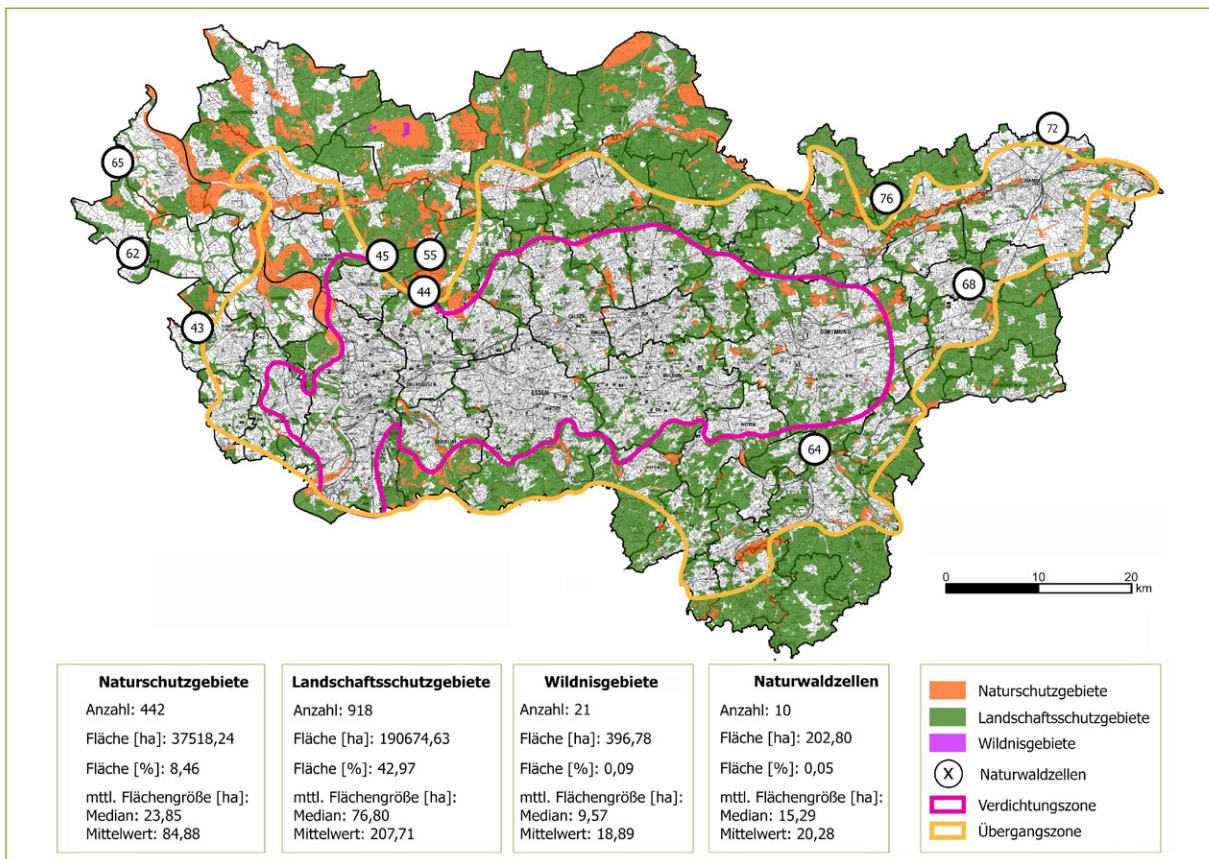 72
65
76
62
45
55
68
44
43
DORTMUND
OBERHAUSEN
ESSEN
64
0 10 20
km
Naturschutzgebiete
Anzahl: 442
Fläche [ha]: 37518,24
Fläche [%]: 8,46
mttl. Flächengröße [ha]:
Median: 23,85
Mittelwert: 84,88
Landschaftsschutzgebiete
Anzahl: 918
Fläche [ha]: 190674,63
Fläche [%]: 42,97
mttl. Flächengröße [ha]:
Median: 76,80
Mittelwert: 207,71
Wildnisgebiete
Anzahl: 21
Fläche [ha]: 396,78
Fläche [%]: 0,09
mttl. Flächengröße [ha]:
Median: 9,57
Mittelwert: 18,89
Naturwaldzellen
Anzahl: 10
Fläche [ha]: 202,80
Fläche [%]: 0,05
mttl. Flächengröße [ha]:
Median: 15,29
Mittelwert: 20,28
Naturschutzgebiete
Landschaftsschutzgebiete
Wildnisgebiete
X Naturwaldzellen
Verdichtungszone
Übergangszone